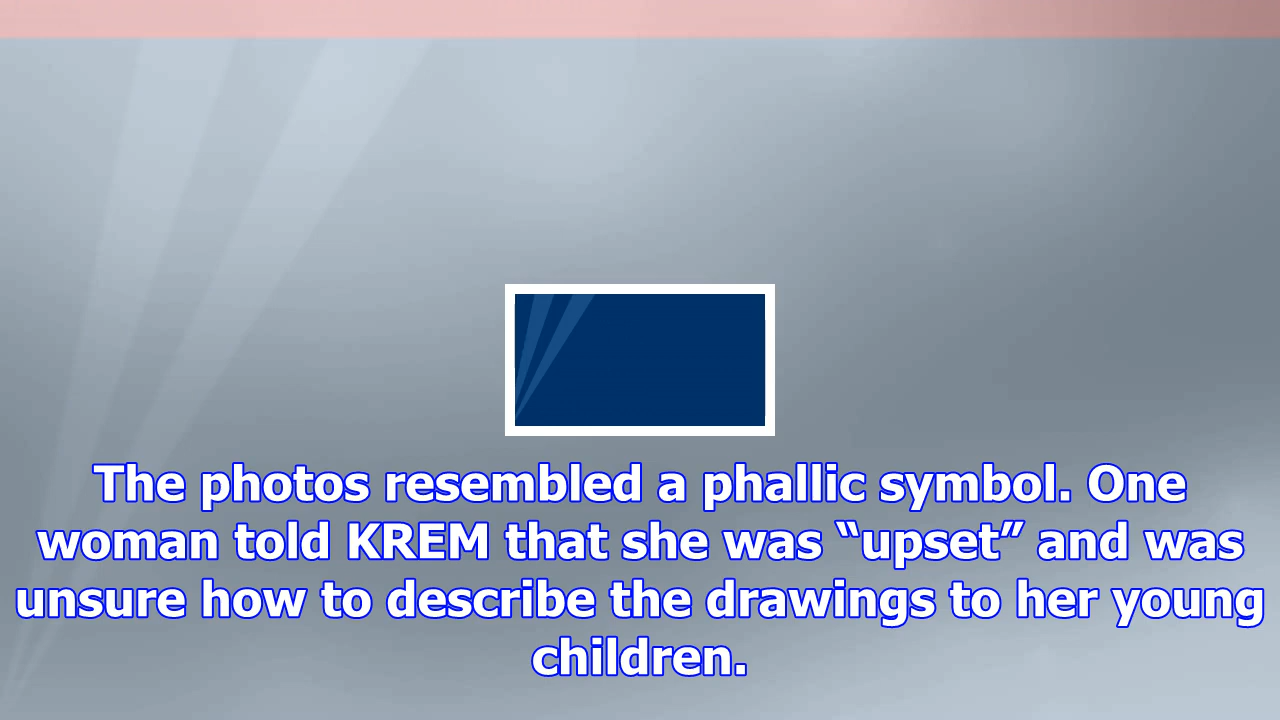 The photos resembled a phallic symbol. One
woman told KREM that she was “upset” and was
unsure how to describe the drawings to her young
children.